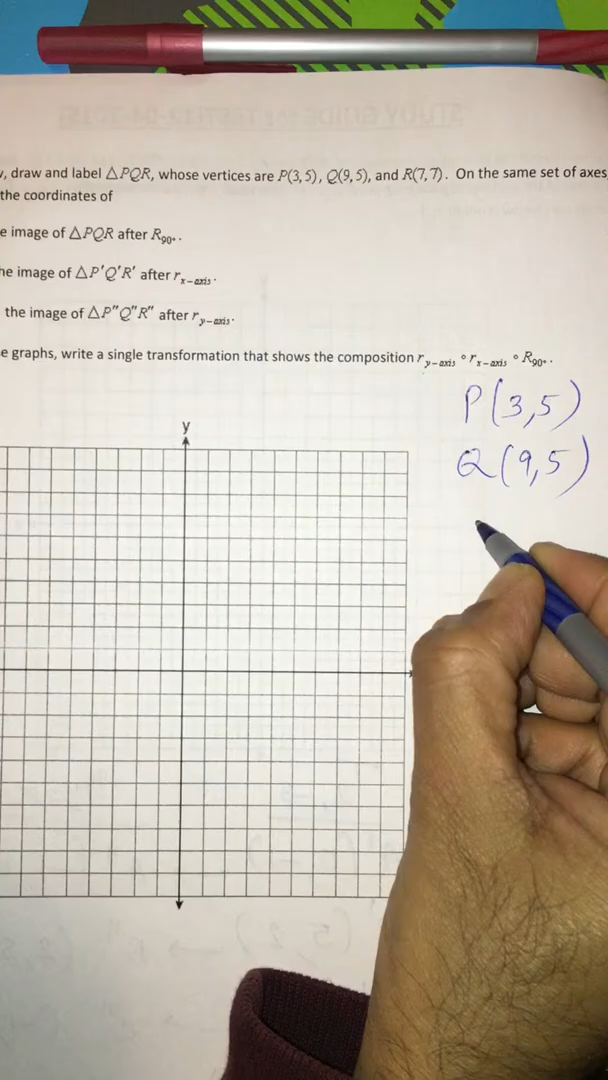 draw and label △PQR, whose vertices are P(3,5), Q(9,5), and R(7,7). On the same set of axes,
the coordinates of
e image of △PQR after R90°.
he image of △P'Q'R' after rx−axis.
the image of △P"Q"R" after ry−axis.
e graphs, write a single transformation that shows the composition ry−axis ∘ rx−axis ∘ R90°.
P(3,5)
Q(9,5)
y